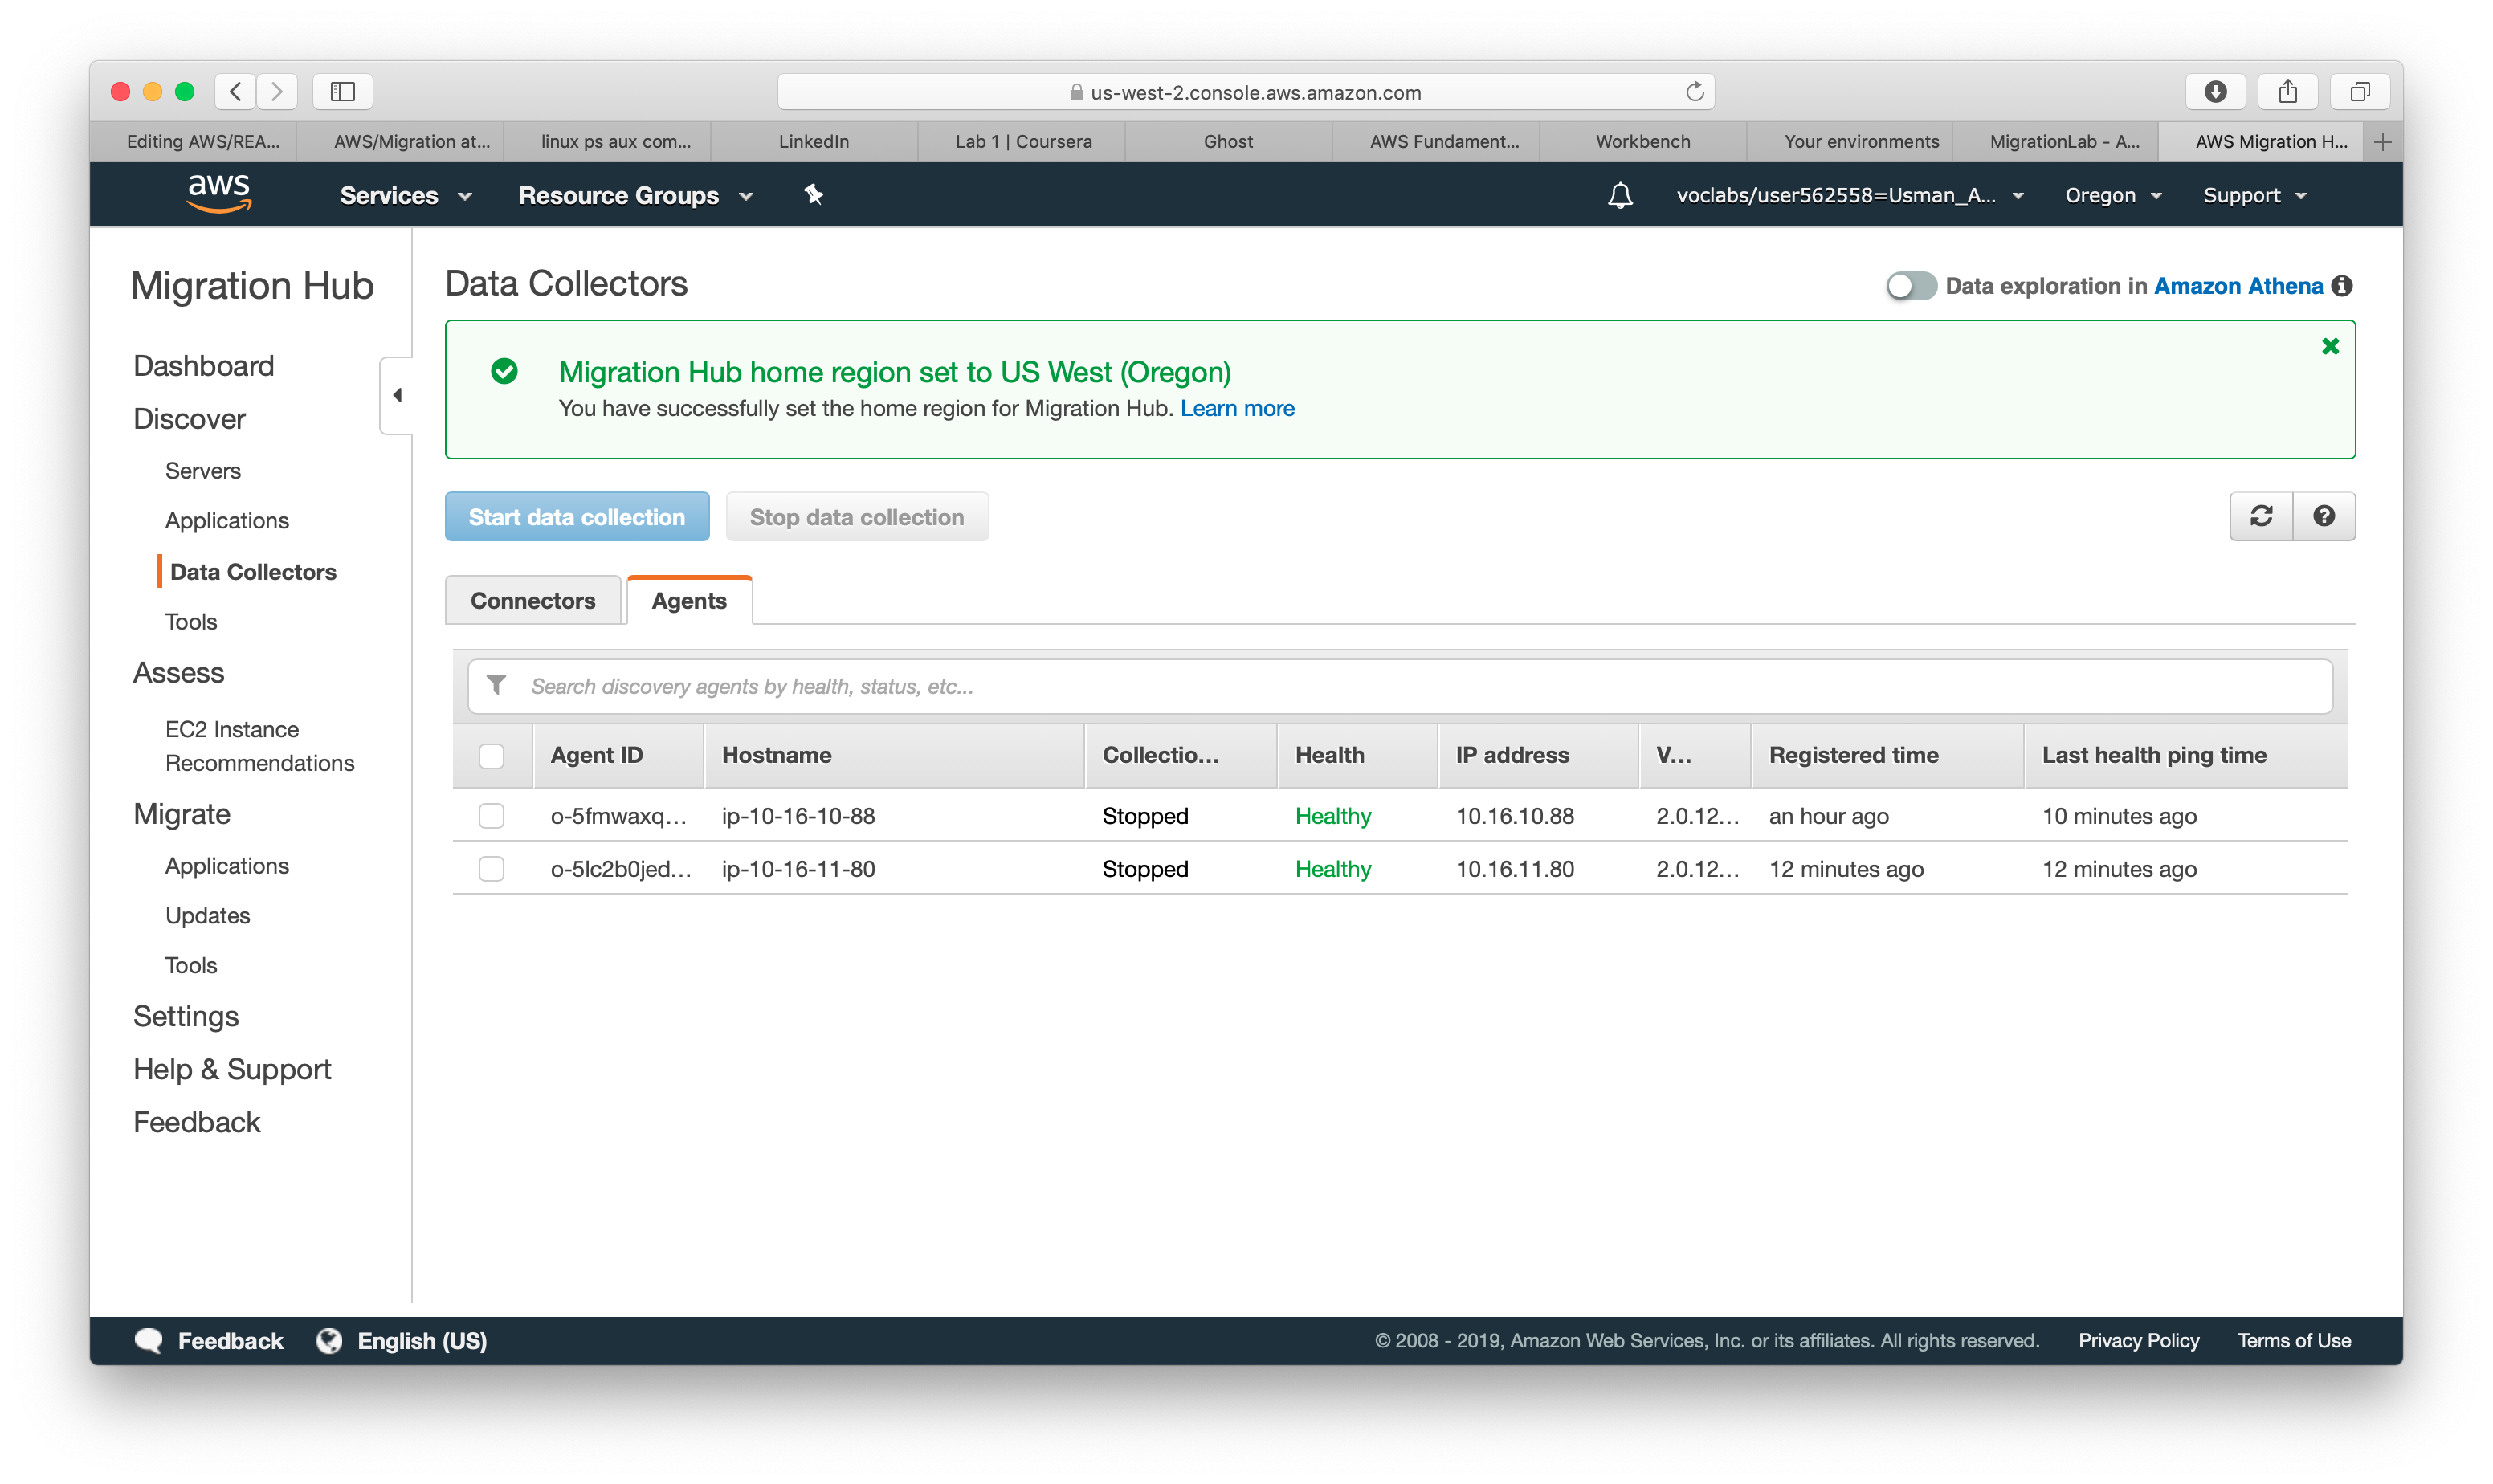 us-west-2.console.aws.amazon.com
Editing AWS/REA...
AWS/Migration at...
linux ps aux com...
LinkedIn
Lab 1 | Coursera
Ghost
AWS Fundament...
Workbench
Your environments
MigrationLab - A...
AWS Migration H...
aws
Services
Resource Groups
voclabs/user562558=Usman_A...
Oregon
Support
Migration Hub
Dashboard
Discover
Servers
Applications
Data Collectors
Tools
Assess
EC2 Instance
Recommendations
Migrate
Applications
Updates
Tools
Settings
Help & Support
Feedback
Data Collectors
Data exploration in Amazon Athena
Migration Hub home region set to US West (Oregon)
You have successfully set the home region for Migration Hub. Learn more
Start data collection
Stop data collection
Connectors
Agents
Search discovery agents by health, status, etc...
Agent ID Hostname Collectio... Health IP address V... Registered time Last health ping time
o-5fmwaxq... ip-10-16-10-88 Stopped Healthy 10.16.10.88 2.0.12... an hour ago 10 minutes ago
o-5lc2b0jed... ip-10-16-11-80 Stopped Healthy 10.16.11.80 2.0.12... 12 minutes ago 12 minutes ago
Feedback
English (US)
© 2008 - 2019, Amazon Web Services, Inc. or its affiliates. All rights reserved.
Privacy Policy
Terms of Use